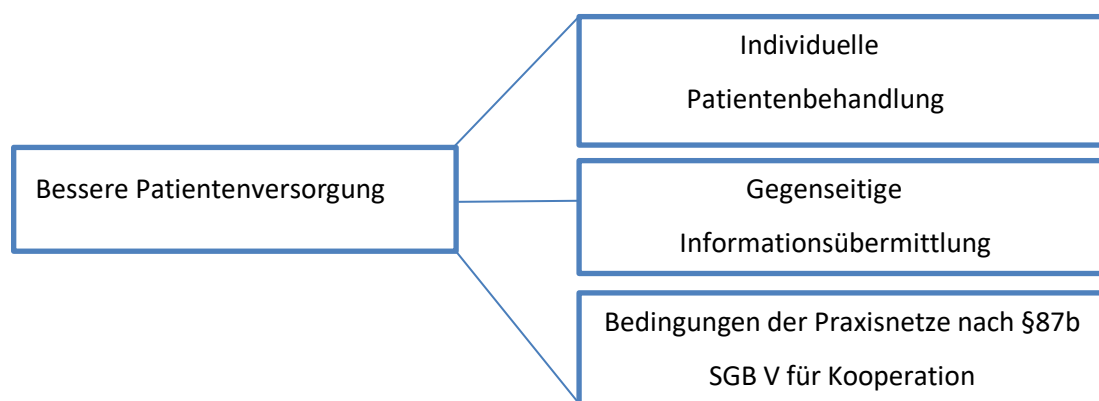 Individuelle
Patientenbehandlung
Bessere Patientenversorgung
Gegenseitige
Informationsübermittlung
Bedingungen der Praxisnetze nach §87b
SGB V für Kooperation